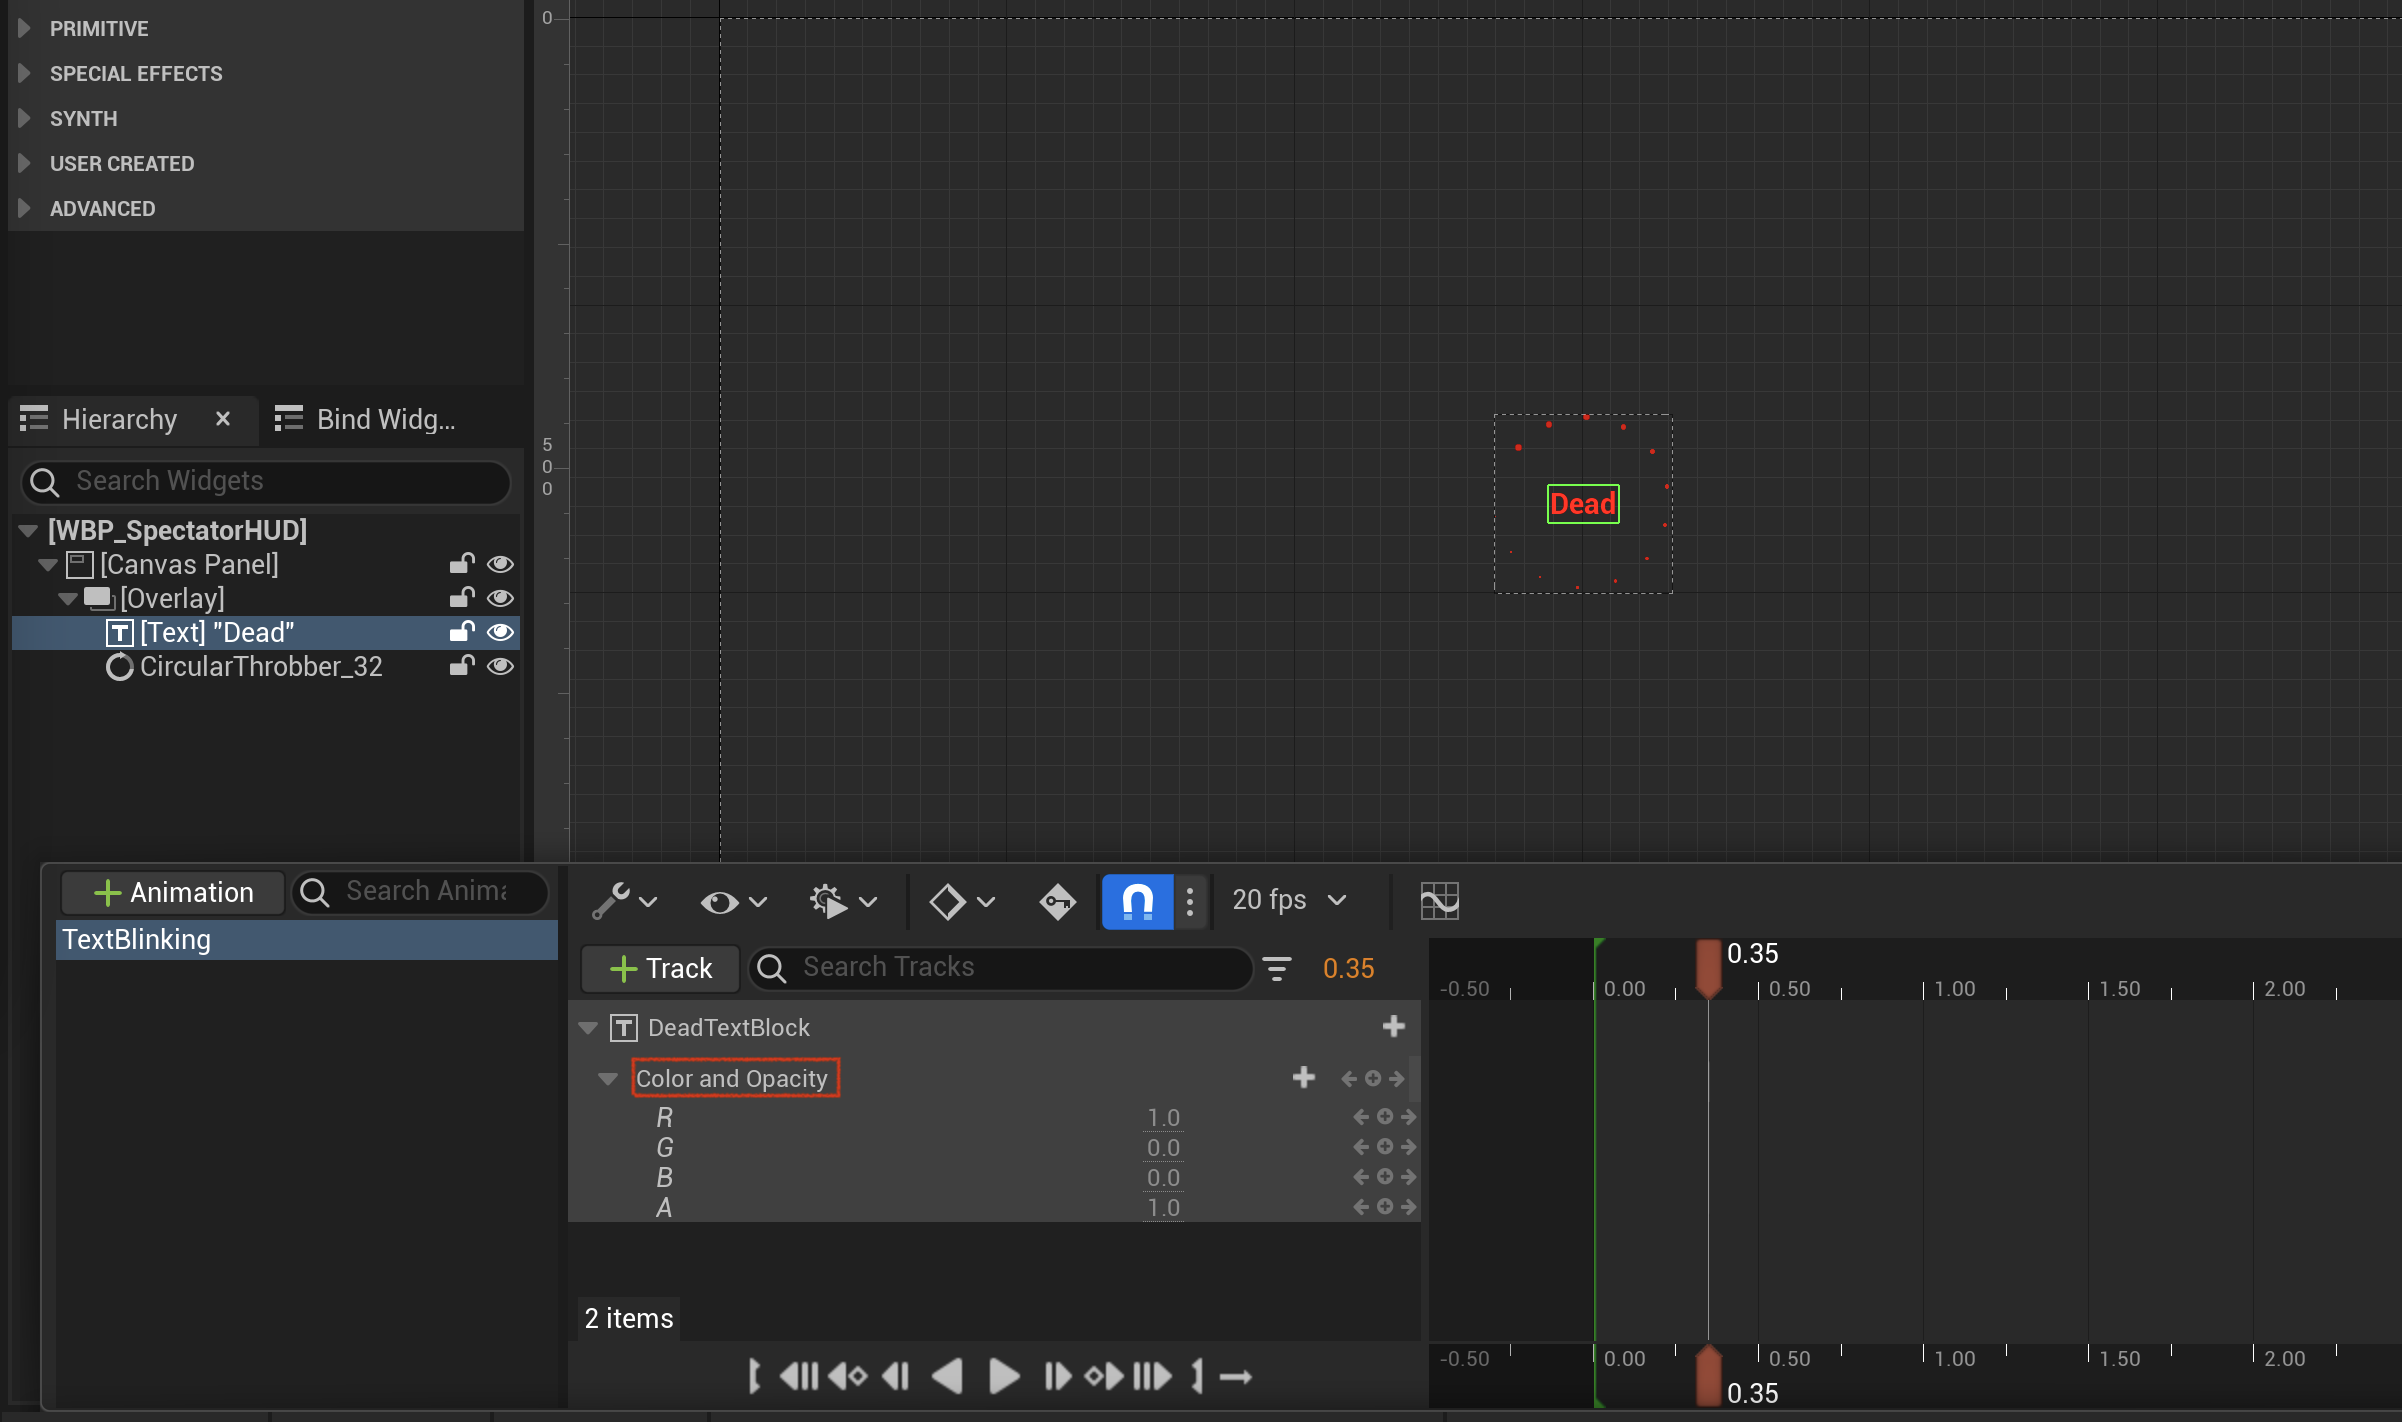 PRIMITIVE
SPECIAL EFFECTS
SYNTH
USER CREATED
ADVANCED
0
5
0
0
Dead
Hierarchy
Bind Widg...
Search Widgets
[WBP_SpectatorHUD]
[Canvas Panel]
[Overlay]
[Text] "Dead"
CircularThrobber_32
Animation
Search Anima
TextBlinking
20 fps
Track
Search Tracks
0.35
0.35
-0.50 0.00 0.50 1.00 1.50 2.00
DeadTextBlock
Color and Opacity
R 1.0
G 0.0
B 0.0
A 1.0
2 items
-0.50 0.00 0.50 1.00 1.50 2.00
0.35